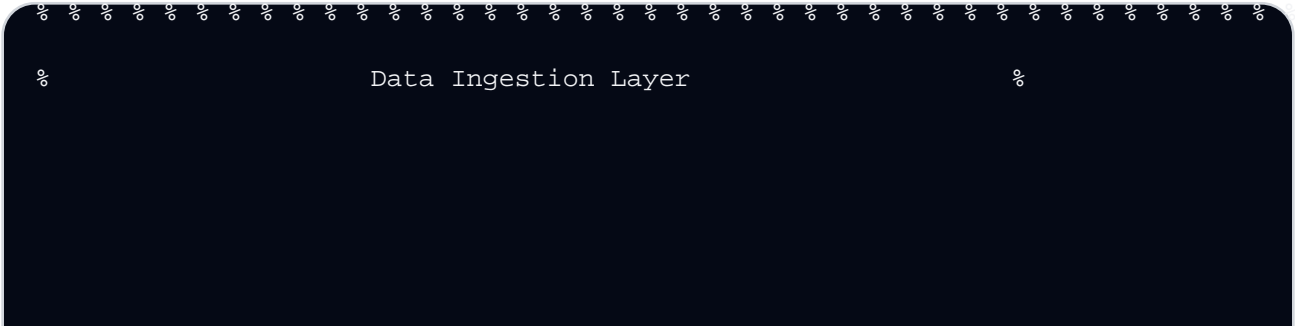 % % % % % % % % % % % % % % % % % % % % % % % % % % % % % % % % % % % % % % %
% Data Ingestion Layer %